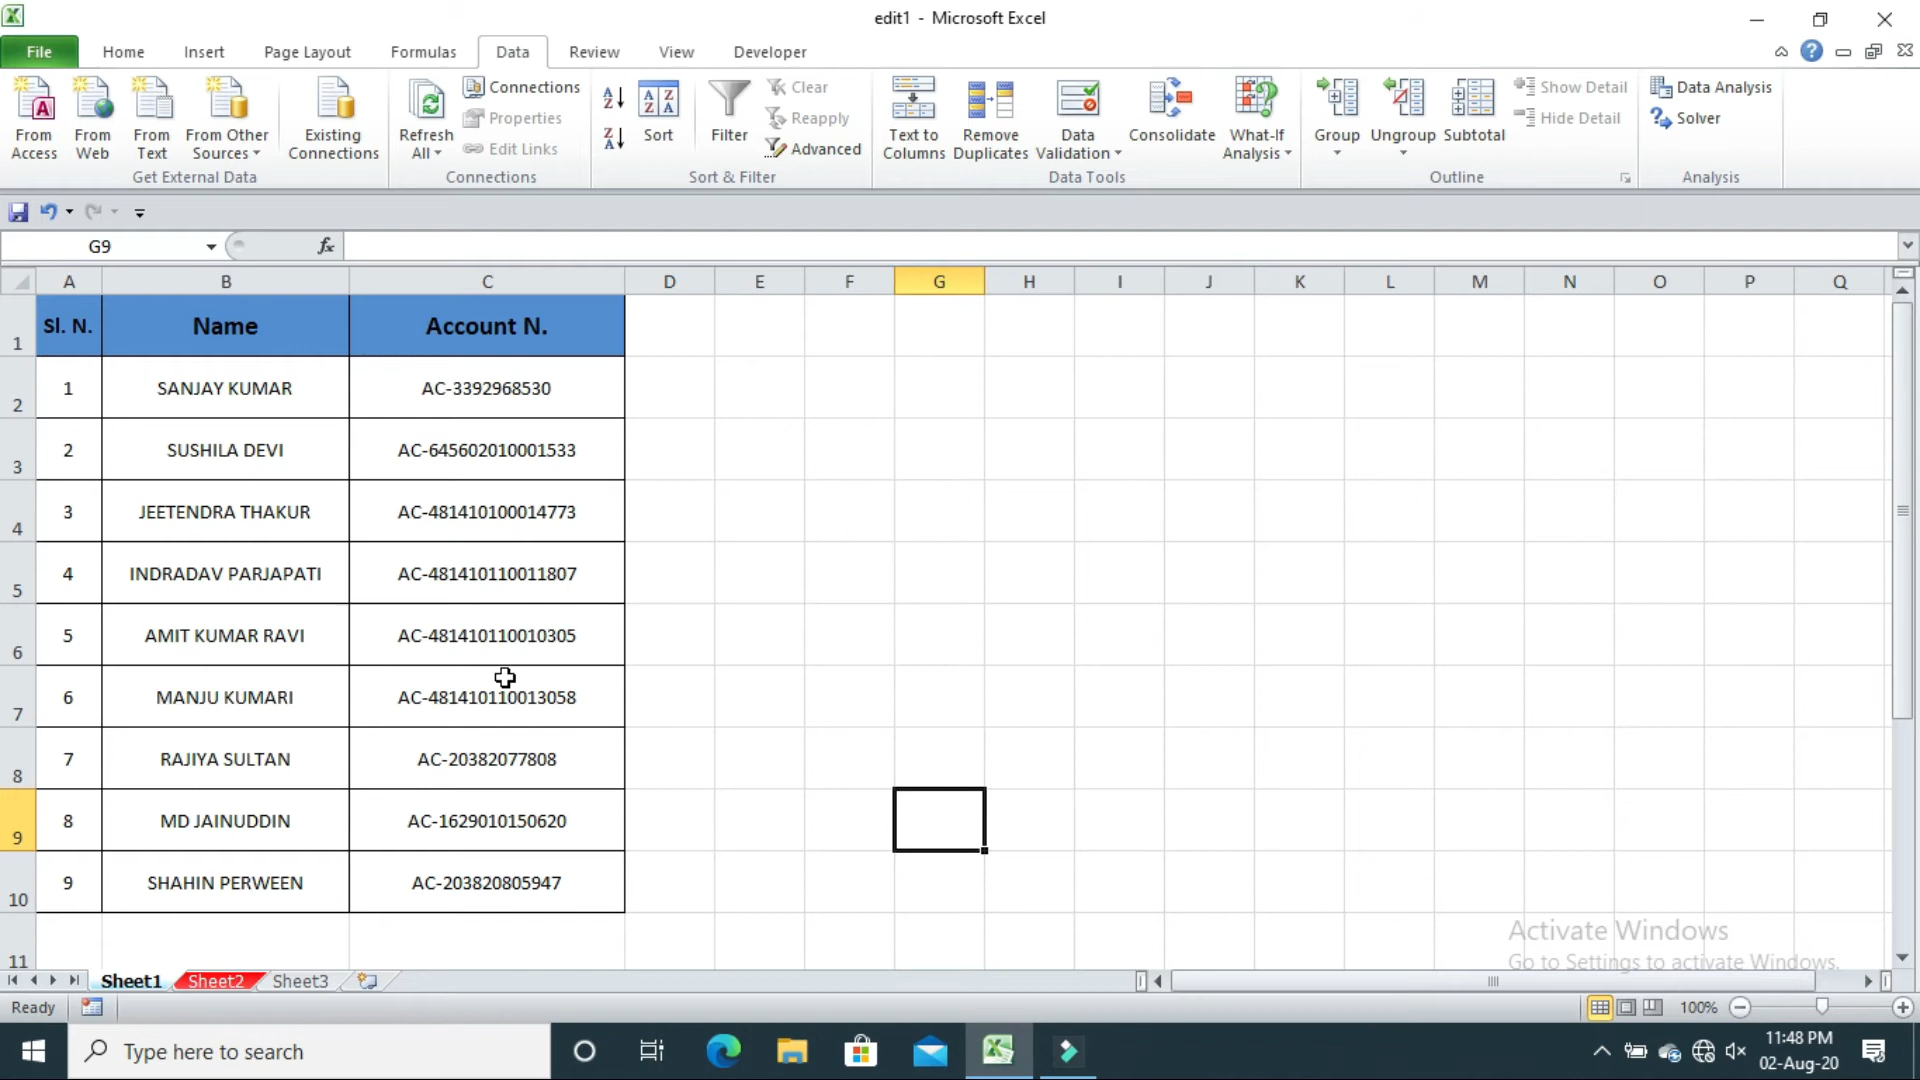 edit1 - Microsoft Excel
File Home Insert Page Layout Formulas Data Review View Developer
From Access
From Web
From Text
From Other Sources
Existing Connections
Get External Data
Refresh All
Connections
Properties
Edit Links
Connections
Sort
Filter
Clear
Reapply
Advanced
Sort & Filter
Text to Columns
Remove Duplicates
Data Validation
Consolidate
What-If Analysis
Data Tools
Group
Ungroup
Subtotal
Show Detail
Hide Detail
Outline
Data Analysis
Solver
Analysis
G9 fx
A B C D E F G H I J K L M N O P Q
1 Sl. N. Name Account N.
2 1 SANJAY KUMAR AC-3392968530
3 2 SUSHILA DEVI AC-645602010001533
4 3 JEETENDRA THAKUR AC-481410100014773
5 4 INDRADAV PARJAPATI AC-481410110011807
6 5 AMIT KUMAR RAVI AC-481410110010305
7 6 MANJU KUMARI AC-481410110013058
8 7 RAJIYA SULTAN AC-20382077808
9 8 MD JAINUDDIN AC-1629010150620
10 9 SHAHIN PERWEEN AC-203820805947
11
Activate Windows
Go to Settings to activate Windows.
Sheet1 Sheet2 Sheet3
Ready 100%
Type here to search
11:48 PM
02-Aug-20